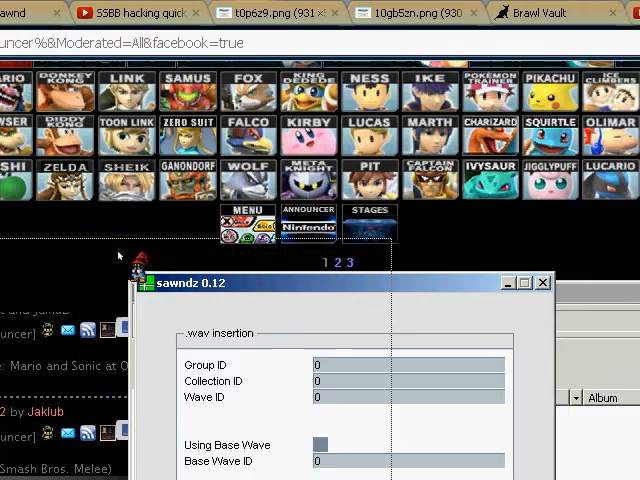 awnd
SSBB hacking quick
t0p6z9.png (931 ×
10gb5zn.png (930
Brawl Vault
uncer%&Moderated=All&facebook=true
ARIO DONKEY KONG LINK SAMUS FOX KING DEDEDE NESS IKE POKÉMON TRAINER PIKACHU ICE CLIMBERS
WSER DIDDY KONG TOON LINK ZERO SUIT FALCO KIRBY LUCAS MARTH CHARIZARD SQUIRTLE OLIMAR
SHI ZELDA SHEIK GANONDORF WOLF META KNIGHT PIT CAPTAIN FALCON IVYSAUR JIGGLYPUFF LUCARIO
MENU ANNOUNCER STAGES
Nintendo
1 2 3
sawndz 0.12
.wav insertion
Group ID 0
Collection ID 0
Wave ID 0
Using Base Wave
Base Wave ID 0
Album
uncer]
: Mario and Sonic at O
2 by Jaklub
uncer]
Smash Bros. Melee)